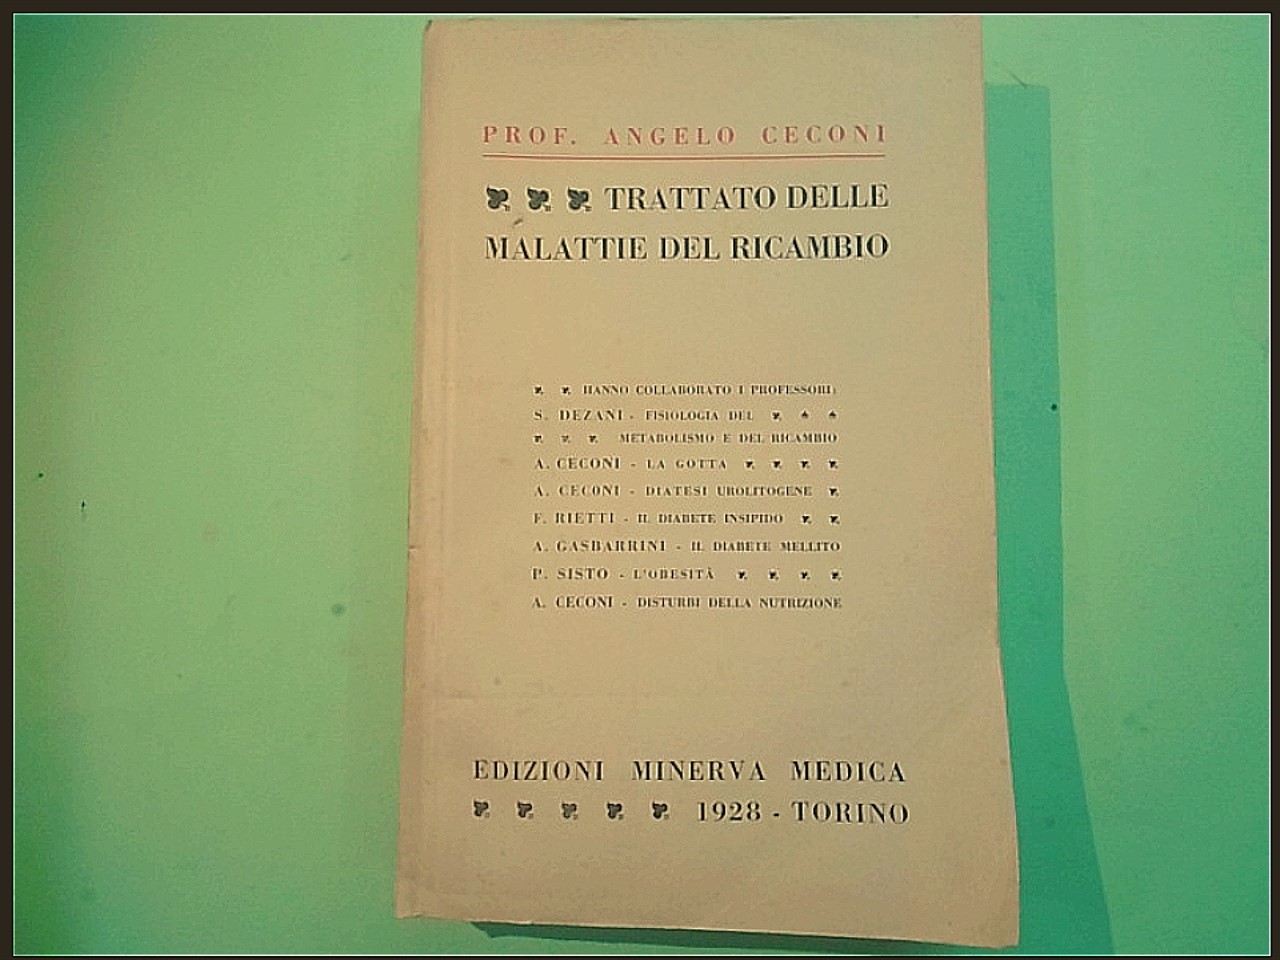 PROF. ANGELO CECONI
TRATTATO DELLE
MALATTIE DEL RICAMBIO
HANNO COLLABORATO I PROFESSORI:
S. DEZANI - FISIOLOGIA DEL
METABOLISMO E DEL RICAMBIO
A. CECONI - LA GOTTA
A. CECONI - DIATESI UROLITOGENE
F. RIETTI - IL DIABETE INSIPIDO
A. GASBARRINI - IL DIABETE MELLITO
P. SISTO - L'OBESITÀ
A. CECONI - DISTURBI DELLA NUTRIZIONE
EDIZIONI MINERVA MEDICA
1928 - TORINO